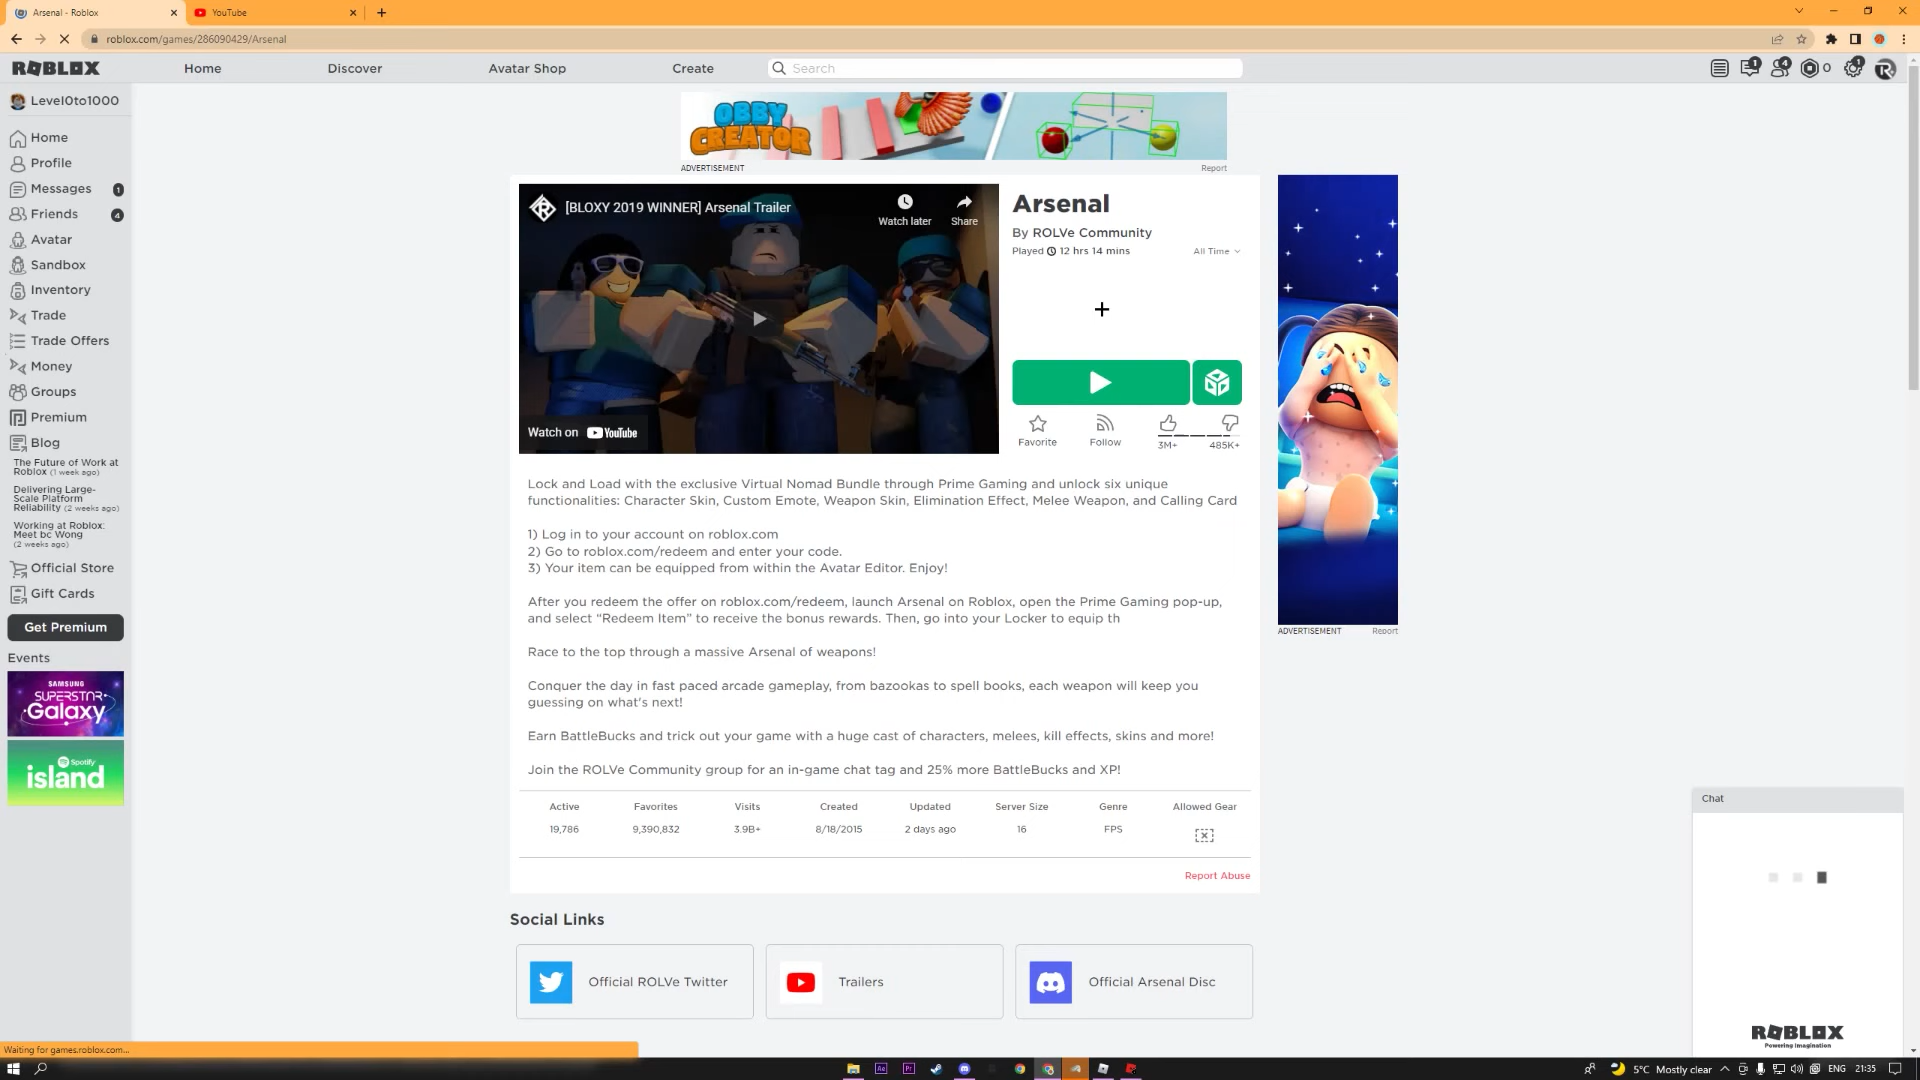 Arsenal - Roblox
YouTube
roblox.com/games/286090429/Arsenal
ROBLOX
Home
Discover
Avatar Shop
Create
Search
1
4
0
1
Level0to1000
Home
Profile
Messages
1
Friends
4
Avatar
Sandbox
Inventory
Trade
Trade Offers
Money
Groups
Premium
Blog
The Future of Work at
Roblox (1 week ago)
Delivering Large-
Scale Platform
Reliability (2 weeks ago)
Working at Roblox:
Meet bc Wong
(2 weeks ago)
Official Store
Gift Cards
Get Premium
Events
SAMSUNG
SUPERSTAR
Galaxy
Spotify
island
OBBY
CREATOR
ADVERTISEMENT
Report
[BLOXY 2019 WINNER] Arsenal Trailer
Watch later
Share
Watch on YouTube
Arsenal
By ROLVe Community
Played 12 hrs 14 mins
All Time
Favorite
Follow
3M+
485K+
Lock and Load with the exclusive Virtual Nomad Bundle through Prime Gaming and unlock six unique
functionalities: Character Skin, Custom Emote, Weapon Skin, Elimination Effect, Melee Weapon, and Calling Card
1) Log in to your account on roblox.com
2) Go to roblox.com/redeem and enter your code.
3) Your item can be equipped from within the Avatar Editor. Enjoy!
After you redeem the offer on roblox.com/redeem, launch Arsenal on Roblox, open the Prime Gaming pop-up,
and select “Redeem Item” to receive the bonus rewards. Then, go into your Locker to equip th
Race to the top through a massive Arsenal of weapons!
Conquer the day in fast paced arcade gameplay, from bazookas to spell books, each weapon will keep you
guessing on what's next!
Earn BattleBucks and trick out your game with a huge cast of characters, melees, kill effects, skins and more!
Join the ROLVe Community group for an in-game chat tag and 25% more BattleBucks and XP!
Active
Favorites
Visits
Created
Updated
Server Size
Genre
Allowed Gear
19,786
9,390,832
3.9B+
8/18/2015
2 days ago
16
FPS
Report Abuse
Social Links
Official ROLVe Twitter
Trailers
Official Arsenal Disc
ADVERTISEMENT
Report
Chat
ROBLOX
Powering Imagination
Waiting for games.roblox.com...
Ae
Pr
5°C Mostly clear
ENG
21:35